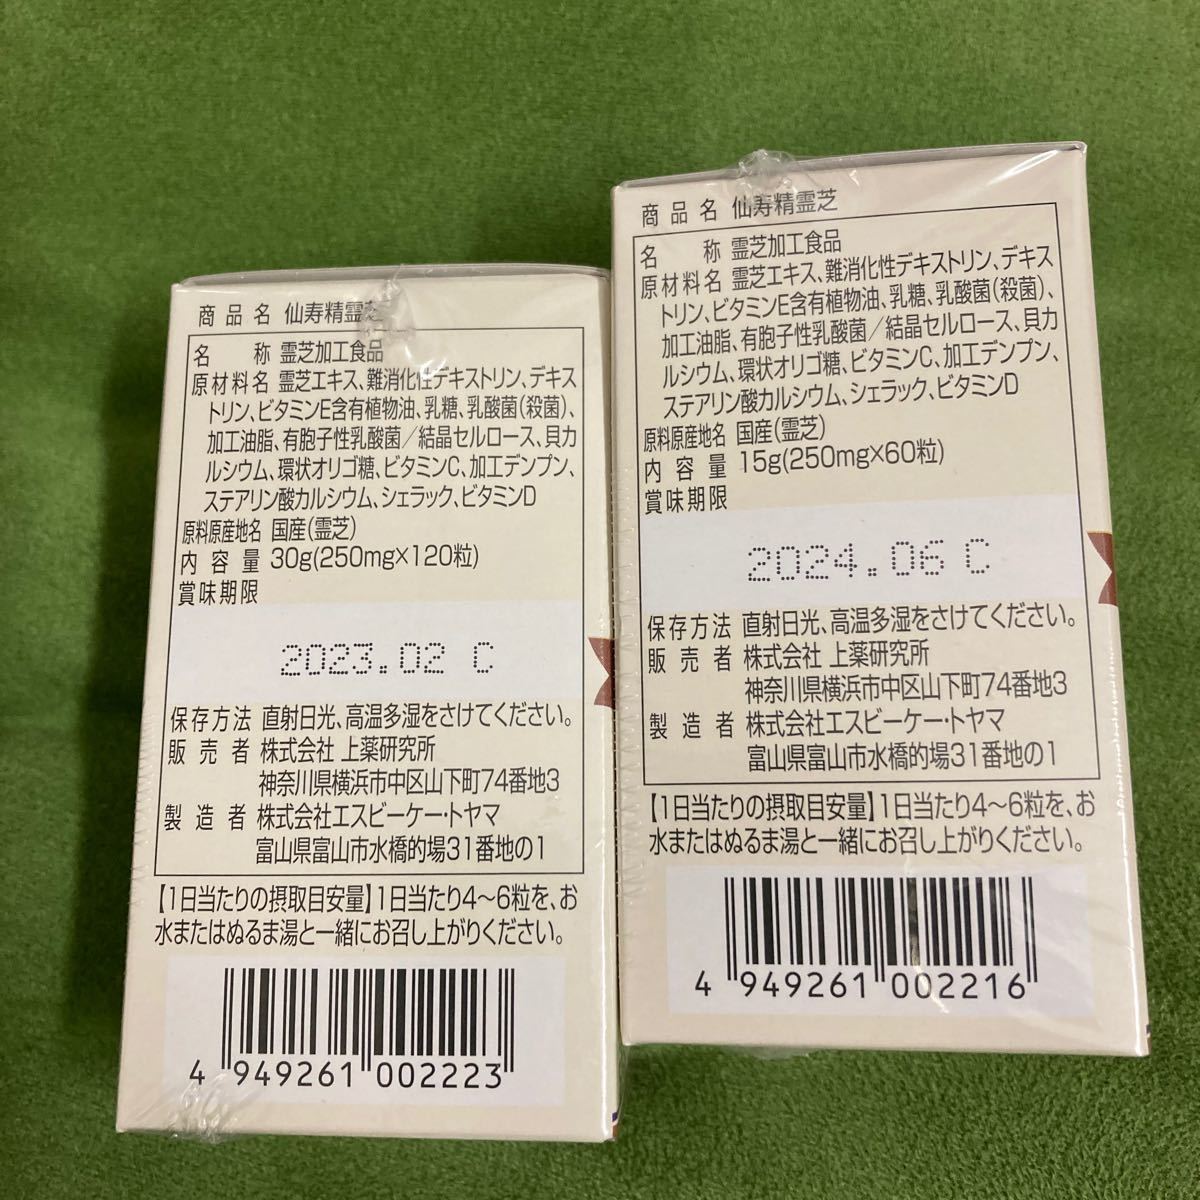 商品名 仙寿精霊芝
名称 霊芝加工食品
原材料名 霊芝エキス、難消化性デキストリン、デキス
トリン、ビタミンE含有植物油、乳糖、乳酸菌(殺菌)、
加工油脂、有胞子性乳酸菌/結晶セルロース、貝カ
ルシウム、環状オリゴ糖、ビタミンC、加工デンプン、
ステアリン酸カルシウム、シェラック、ビタミンD
原料原産地名 国産(霊芝)
内容量 30g(250mg×120粒)
賞味期限
2023.02 C
保存方法 直射日光、高温多湿をさけてください。
販売者 株式会社 上薬研究所
神奈川県横浜市中区山下町74番地3
製造者 株式会社エスビーケー・トヤマ
富山県富山市水橋的場31番地の1
【1日当たりの摂取目安量】1日当たり4～6粒を、お
水またはぬるま湯と一緒にお召し上がりください。
4 949261 002223
商品名 仙寿精霊芝
名称 霊芝加工食品
原材料名 霊芝エキス、難消化性デキストリン、デキス
トリン、ビタミンE含有植物油、乳糖、乳酸菌(殺菌)、
加工油脂、有胞子性乳酸菌/結晶セルロース、貝カ
ルシウム、環状オリゴ糖、ビタミンC、加工デンプン、
ステアリン酸カルシウム、シェラック、ビタミンD
原料原産地名 国産(霊芝)
内容量 15g(250mg×60粒)
賞味期限
2024.06 C
保存方法 直射日光、高温多湿をさけてください。
販売者 株式会社 上薬研究所
神奈川県横浜市中区山下町74番地3
製造者 株式会社エスビーケー・トヤマ
富山県富山市水橋的場31番地の1
【1日当たりの摂取目安量】1日当たり4～6粒を、お
水またはぬるま湯と一緒にお召し上がりください。
4 949261 002216